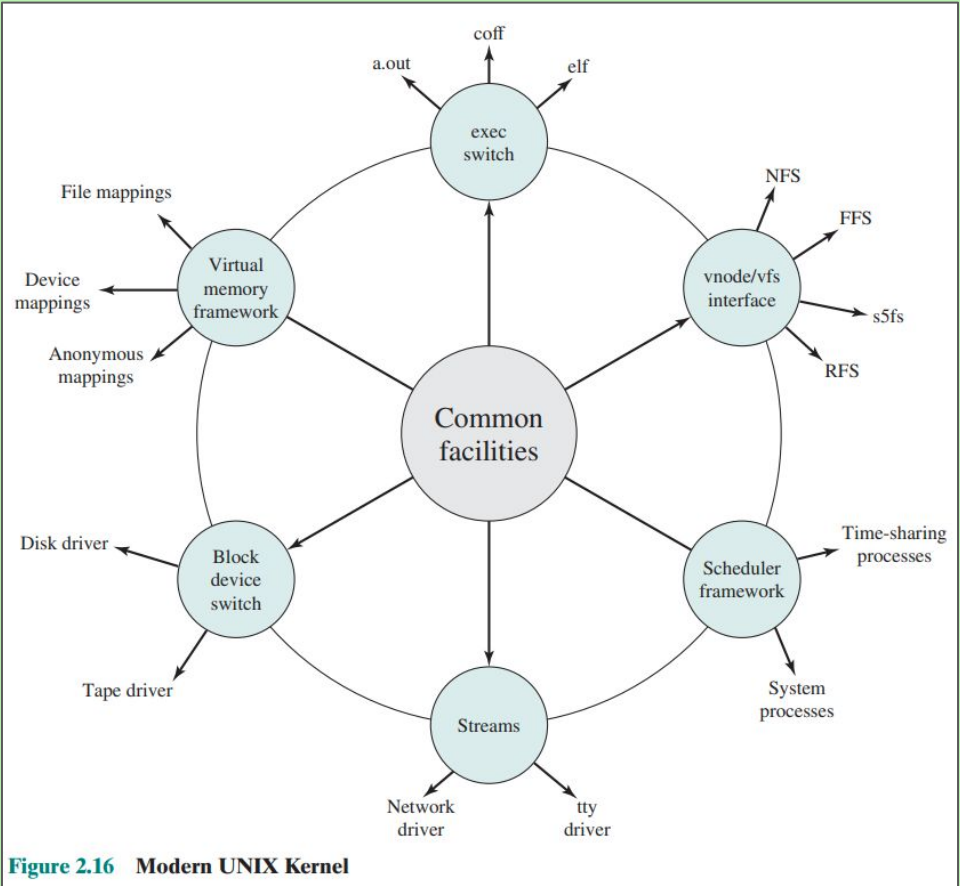 coff
a.out
elf
exec
switch
File mappings
NFS
FFS
Virtual
memory
framework
vnode/vfs
interface
Device
mappings
s5fs
Anonymous
mappings
RFS
Common
facilities
Disk driver
Block
device
switch
Time-sharing
processes
Scheduler
framework
Tape driver
System
processes
Streams
Network
driver
tty
driver
Figure 2.16 Modern UNIX Kernel